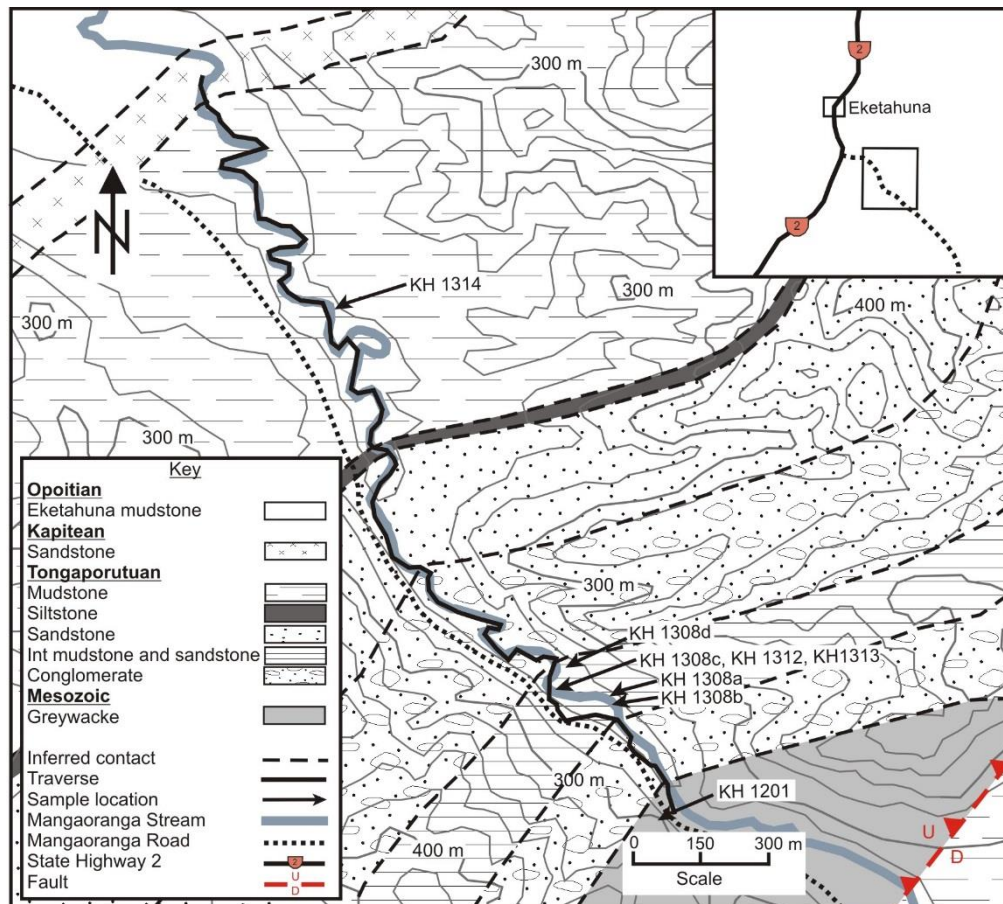 300 m
2
Eketahuna
2
N
KH 1314
300 m
300 m
400 m
300 m
Key
Opoitian
Eketahuna mudstone
Kapitean
Sandstone
Tongaporutuan
Mudstone
Siltstone
Sandstone
Int mudstone and sandstone
Conglomerate
Mesozoic
Greywacke
Inferred contact
Traverse
Sample location
Mangaoranga Stream
Mangaoranga Road
State Highway 2
2
Fault
U
D
300 m
KH 1308d
KH 1308c, KH 1312, KH1313
KH 1308a
KH 1308b
300 m
KH 1201
400 m
0 150 300 m
Scale
U
D